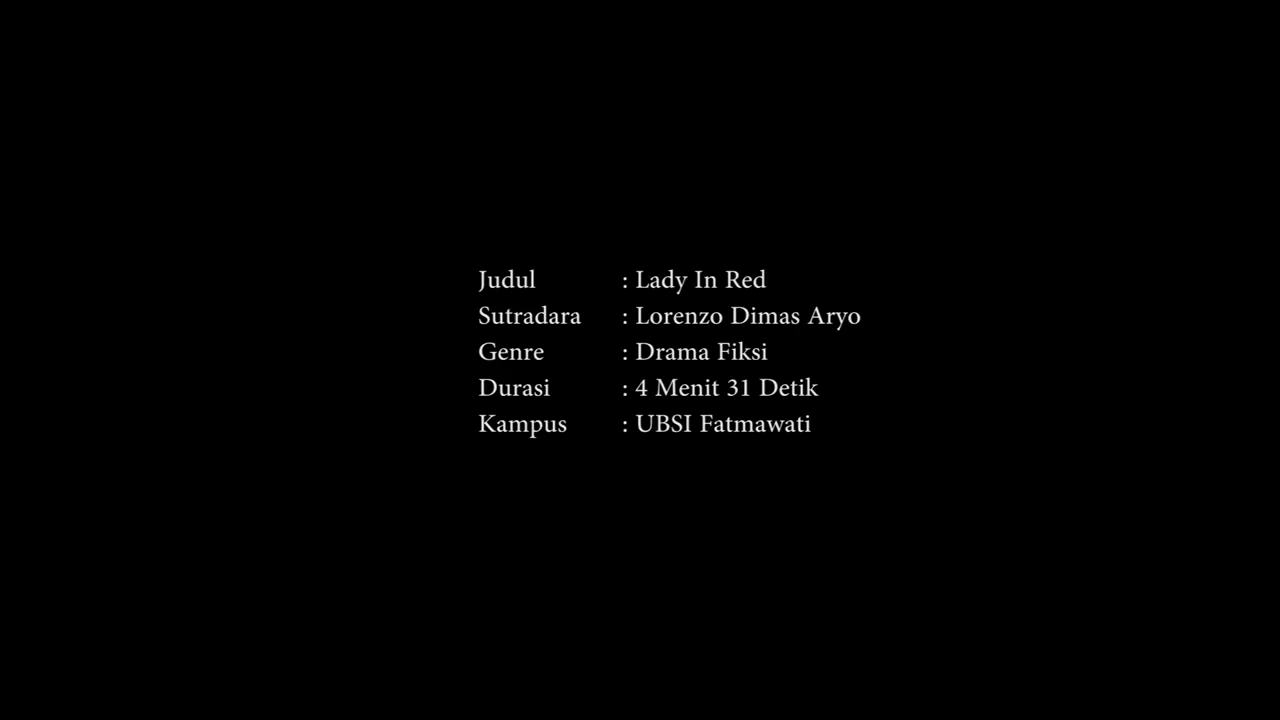 Judul : Lady In Red
Sutradara : Lorenzo Dimas Aryo
Genre : Drama Fiksi
Durasi : 4 Menit 31 Detik
Kampus : UBSI Fatmawati